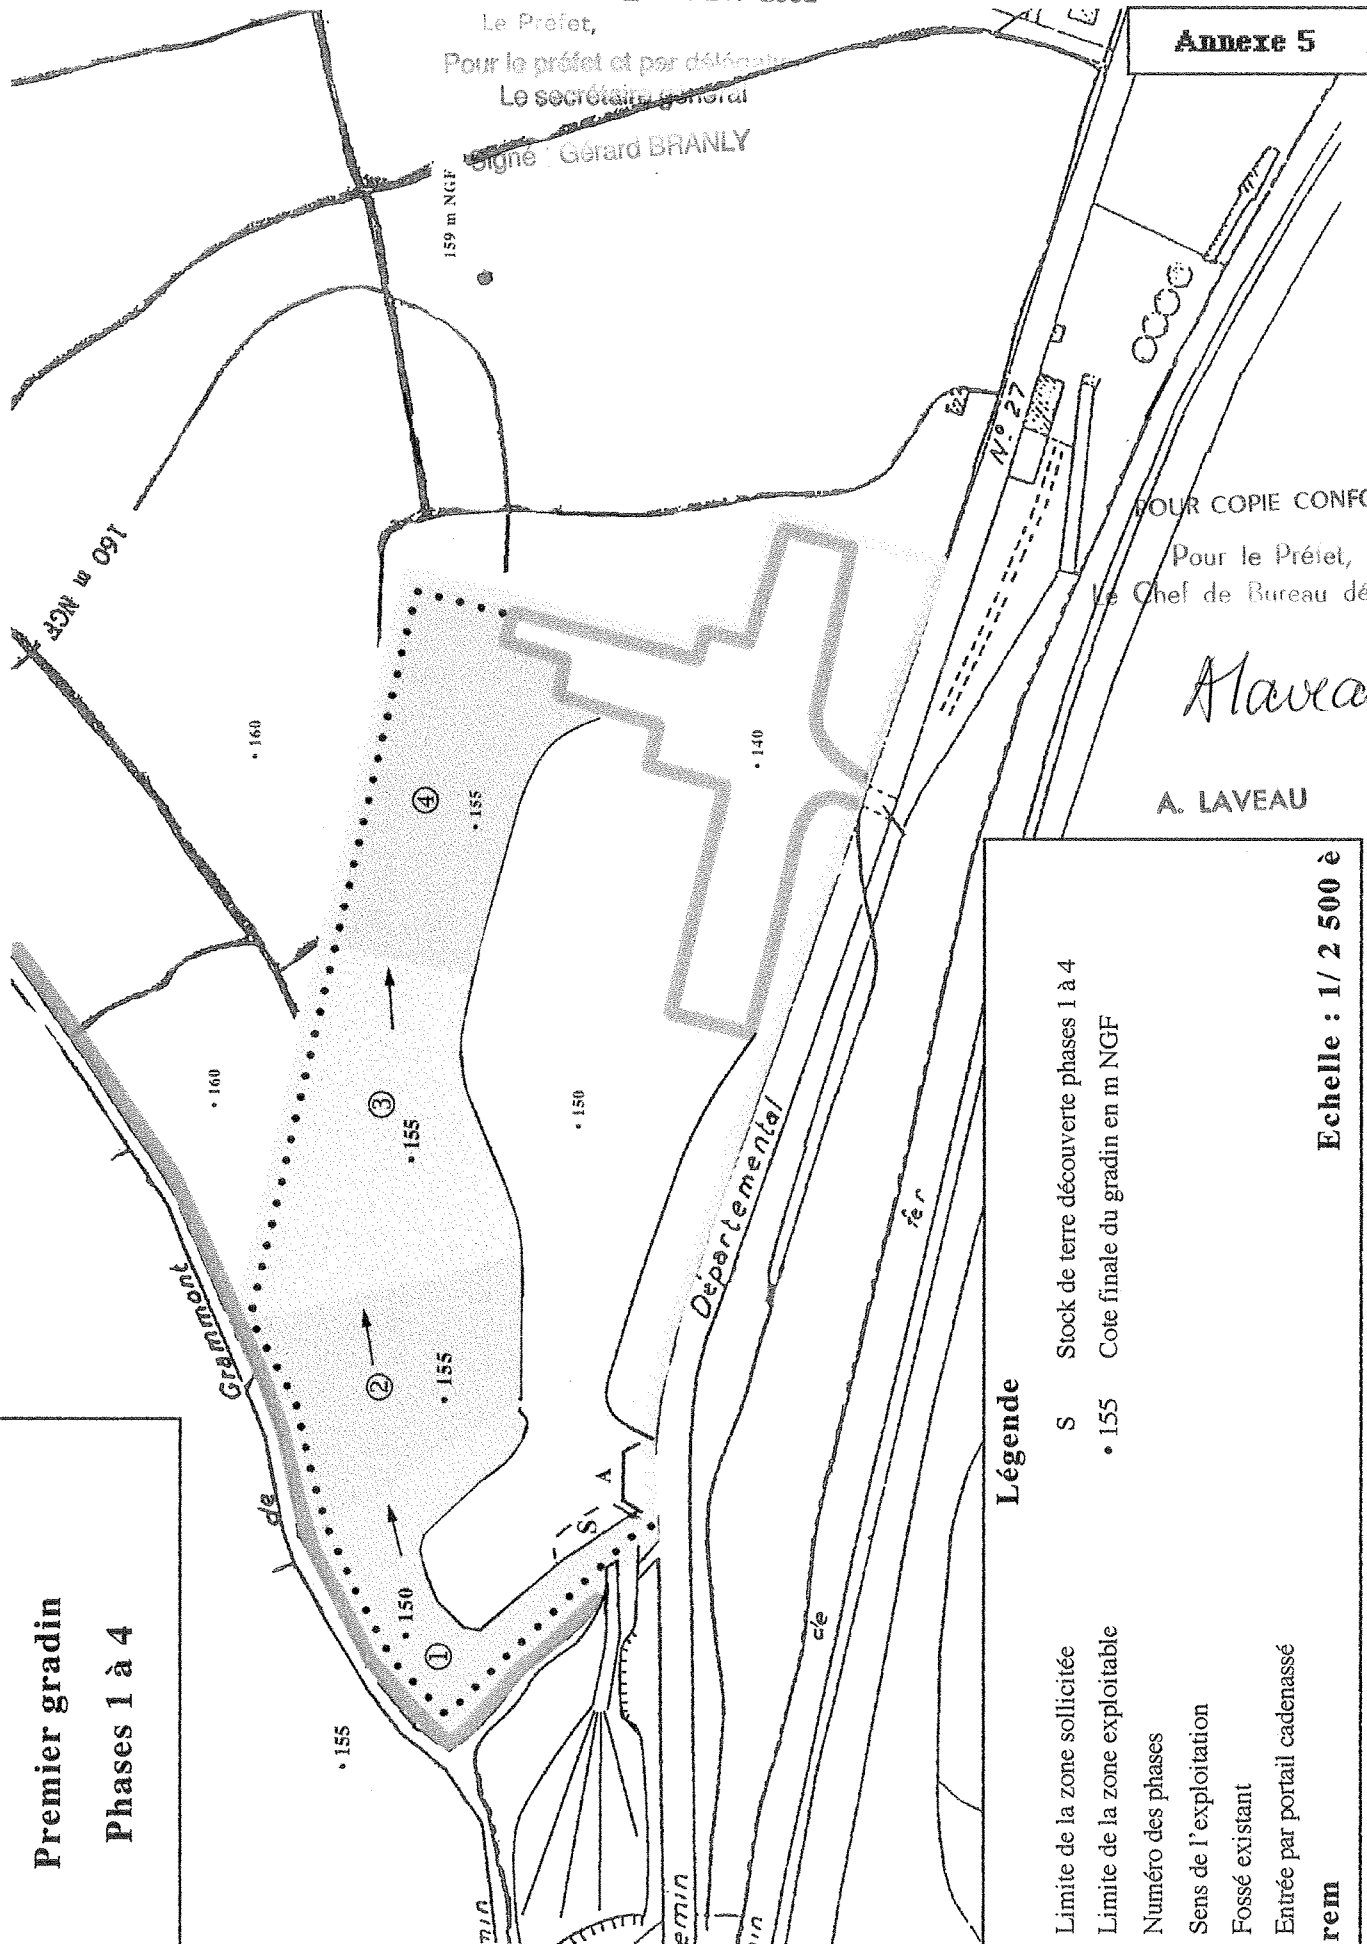 Le Préfet,
Pour le préfet et par délégation
Le secrétaire général
Signé : Gérard BRANLY
Annexe 5
159 m NGF
160 m NGF
N.° 27
POUR COPIE CONFO
Pour le Préfet,
Le Chef de Bureau dé
A. LAVEAU
• 160
④
• 155
• 140
• 160
③
• 155
• 150
Départemental
Grammont
de
②
• 155
A
S
• 150
①
• 155
fer
de
min
emin
in
Premier gradin
Phases 1 à 4
Légende
S Stock de terre découverte phases 1 à 4
• 155 Cote finale du gradin en m NGF
Limite de la zone sollicitée
Limite de la zone exploitable
Numéro des phases
Sens de l'exploitation
Fossé existant
Entrée par portail cadenassé
rem
Echelle : 1/ 2 500 è